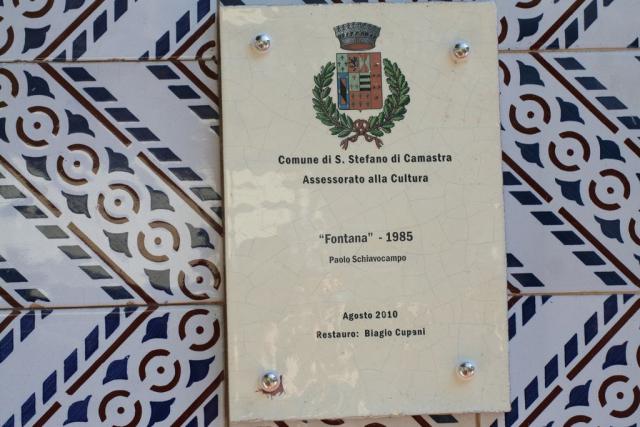 Comune di S. Stefano di Camastra
Assessorato alla Cultura
"Fontana" - 1985
Paolo Schiavocampo
Agosto 2010
Restauro: Biagio Cupani